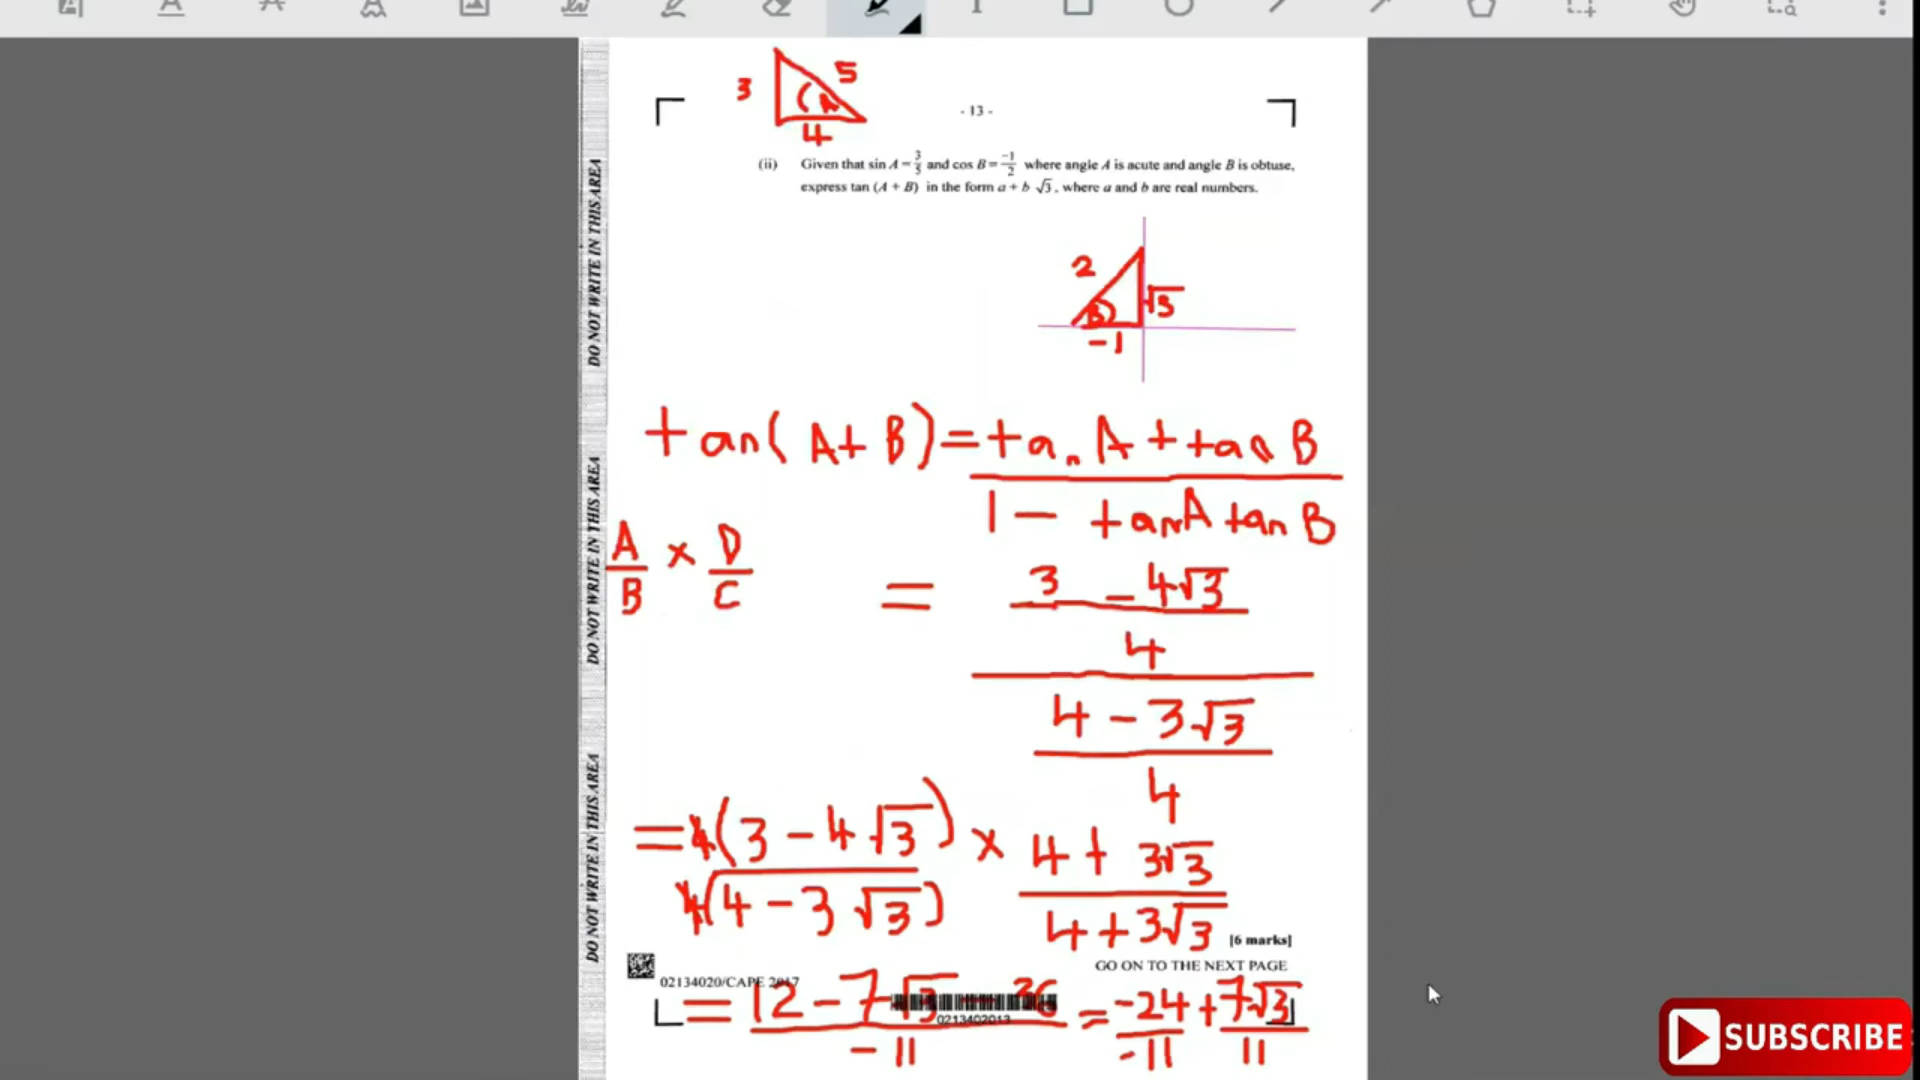 3
5
A
4
- 13 -
(ii) Given that sin A = 3/5 and cos B = -1/2 where angle A is acute and angle B is obtuse,
express tan (A + B) in the form a + b √3, where a and b are real numbers.
2
√3
B
-1
tan(A+B) = tan A + tan B
1 - tan A tan B
A/B × D/C
= 3 - 4√3
4
4 - 3√3
4
= 4(3 - 4√3) × 4 + 3√3
4(4 - 3√3) 4 + 3√3
[6 marks]
GO ON TO THE NEXT PAGE
02134020/CAPE 2017
= 12 - 7√3 - 36 = -24 + 7√3
0213402013
-11 -11 11
DO NOT WRITE IN THIS AREA
DO NOT WRITE IN THIS AREA
DO NOT WRITE IN THIS AREA
SUBSCRIBE